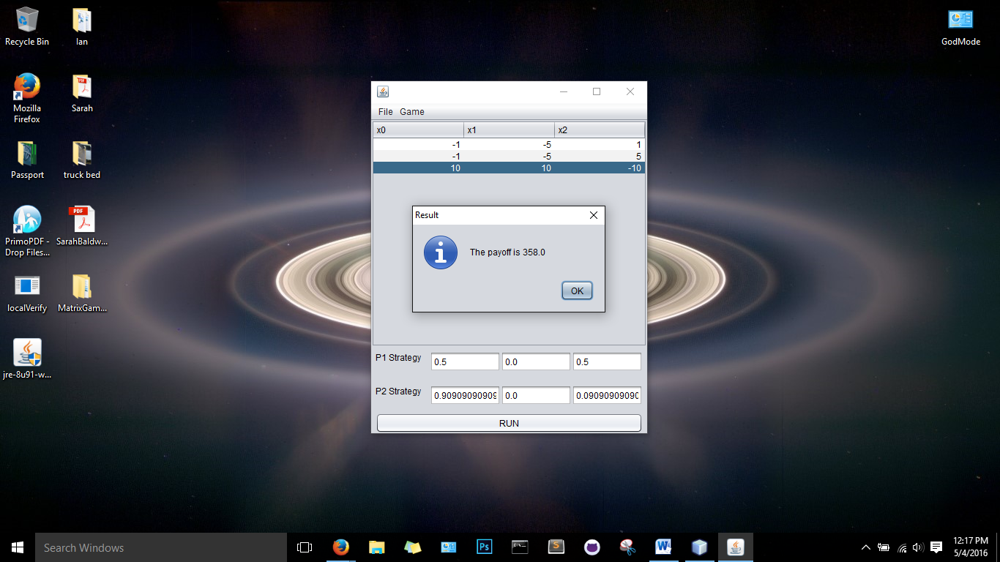 Recycle Bin
Ian
GodMode
Mozilla
Firefox
Sarah
Passport
truck bed
PrimoPDF -
Drop Files...
SarahBaldw...
localVerify
MatrixGam...
jre-8u91-w...
File Game
x0 x1 x2
-1 -5 1
-1 -5 5
10 10 -10
Result
The payoff is 358.0
OK
P1 Strategy 0.5 0.0 0.5
P2 Strategy 0.90909090909 0.0 0.09090909090
RUN
Search Windows
12:17 PM
5/4/2016